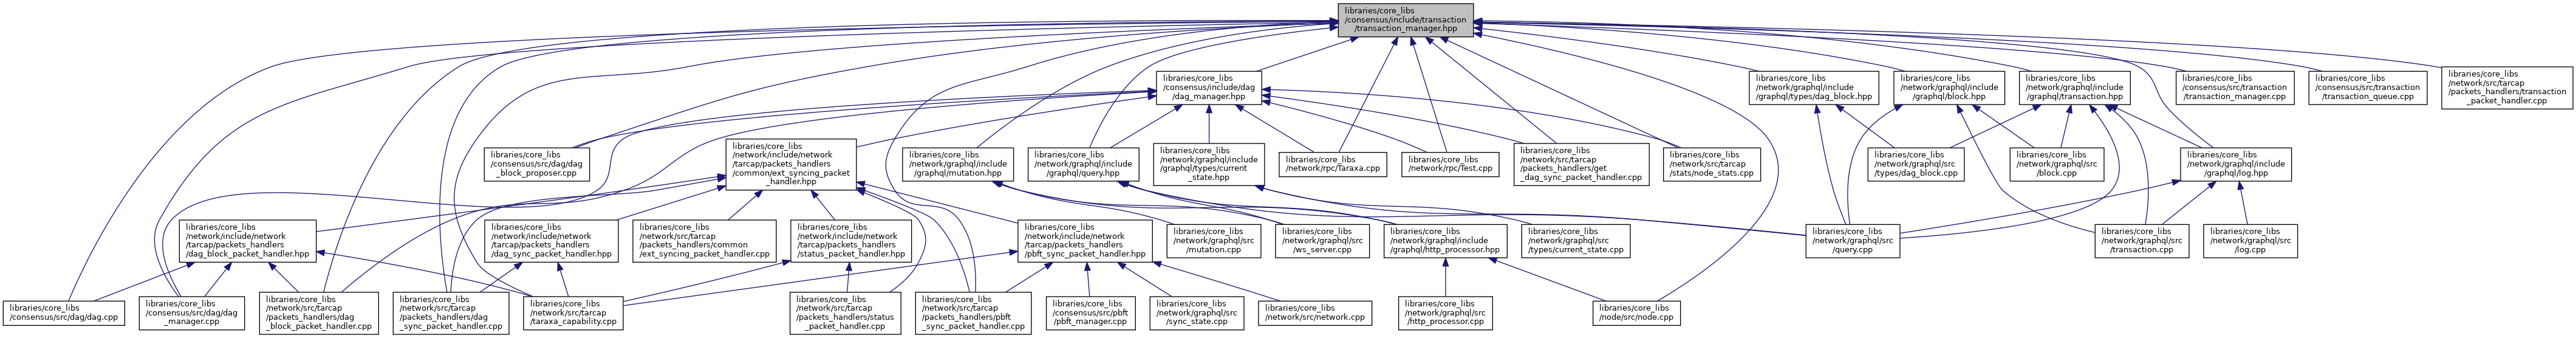 libraries/core_libs
/consensus/include/transaction
/transaction_manager.hpp
libraries/core_libs
/consensus/include/dag
/dag_manager.hpp
libraries/core_libs
/network/graphql/include
/graphql/types/dag_block.hpp
libraries/core_libs
/network/graphql/include
/graphql/block.hpp
libraries/core_libs
/network/graphql/include
/graphql/transaction.hpp
libraries/core_libs
/consensus/src/transaction
/transaction_manager.cpp
libraries/core_libs
/consensus/src/transaction
/transaction_queue.cpp
libraries/core_libs
/network/src/tarcap
/packets_handlers/transaction
_packet_handler.cpp
libraries/core_libs
/consensus/src/dag/dag
_block_proposer.cpp
libraries/core_libs
/network/include/network
/tarcap/packets_handlers
/common/ext_syncing_packet
_handler.hpp
libraries/core_libs
/network/graphql/include
/graphql/mutation.hpp
libraries/core_libs
/network/graphql/include
/graphql/query.hpp
libraries/core_libs
/network/graphql/include
/graphql/types/current
_state.hpp
libraries/core_libs
/network/rpc/Taraxa.cpp
libraries/core_libs
/network/rpc/Test.cpp
libraries/core_libs
/network/src/tarcap
/packets_handlers/get
_dag_sync_packet_handler.cpp
libraries/core_libs
/network/src/tarcap
/stats/node_stats.cpp
libraries/core_libs
/network/graphql/src
/types/dag_block.cpp
libraries/core_libs
/network/graphql/src
/block.cpp
libraries/core_libs
/network/graphql/include
/graphql/log.hpp
libraries/core_libs
/network/include/network
/tarcap/packets_handlers
/dag_block_packet_handler.hpp
libraries/core_libs
/network/include/network
/tarcap/packets_handlers
/dag_sync_packet_handler.hpp
libraries/core_libs
/network/src/tarcap
/packets_handlers/common
/ext_syncing_packet_handler.cpp
libraries/core_libs
/network/include/network
/tarcap/packets_handlers
/status_packet_handler.hpp
libraries/core_libs
/network/include/network
/tarcap/packets_handlers
/pbft_sync_packet_handler.hpp
libraries/core_libs
/network/graphql/src
/mutation.cpp
libraries/core_libs
/network/graphql/src
/ws_server.cpp
libraries/core_libs
/network/graphql/include
/graphql/http_processor.hpp
libraries/core_libs
/network/graphql/src
/types/current_state.cpp
libraries/core_libs
/network/graphql/src
/query.cpp
libraries/core_libs
/network/graphql/src
/transaction.cpp
libraries/core_libs
/network/graphql/src
/log.cpp
libraries/core_libs
/consensus/src/dag/dag.cpp
libraries/core_libs
/consensus/src/dag/dag
_manager.cpp
libraries/core_libs
/network/src/tarcap
/packets_handlers/dag
_block_packet_handler.cpp
libraries/core_libs
/network/src/tarcap
/packets_handlers/dag
_sync_packet_handler.cpp
libraries/core_libs
/network/src/tarcap
/taraxa_capability.cpp
libraries/core_libs
/network/src/tarcap
/packets_handlers/status
_packet_handler.cpp
libraries/core_libs
/network/src/tarcap
/packets_handlers/pbft
_sync_packet_handler.cpp
libraries/core_libs
/consensus/src/pbft
/pbft_manager.cpp
libraries/core_libs
/network/graphql/src
/sync_state.cpp
libraries/core_libs
/network/src/network.cpp
libraries/core_libs
/network/graphql/src
/http_processor.cpp
libraries/core_libs
/node/src/node.cpp